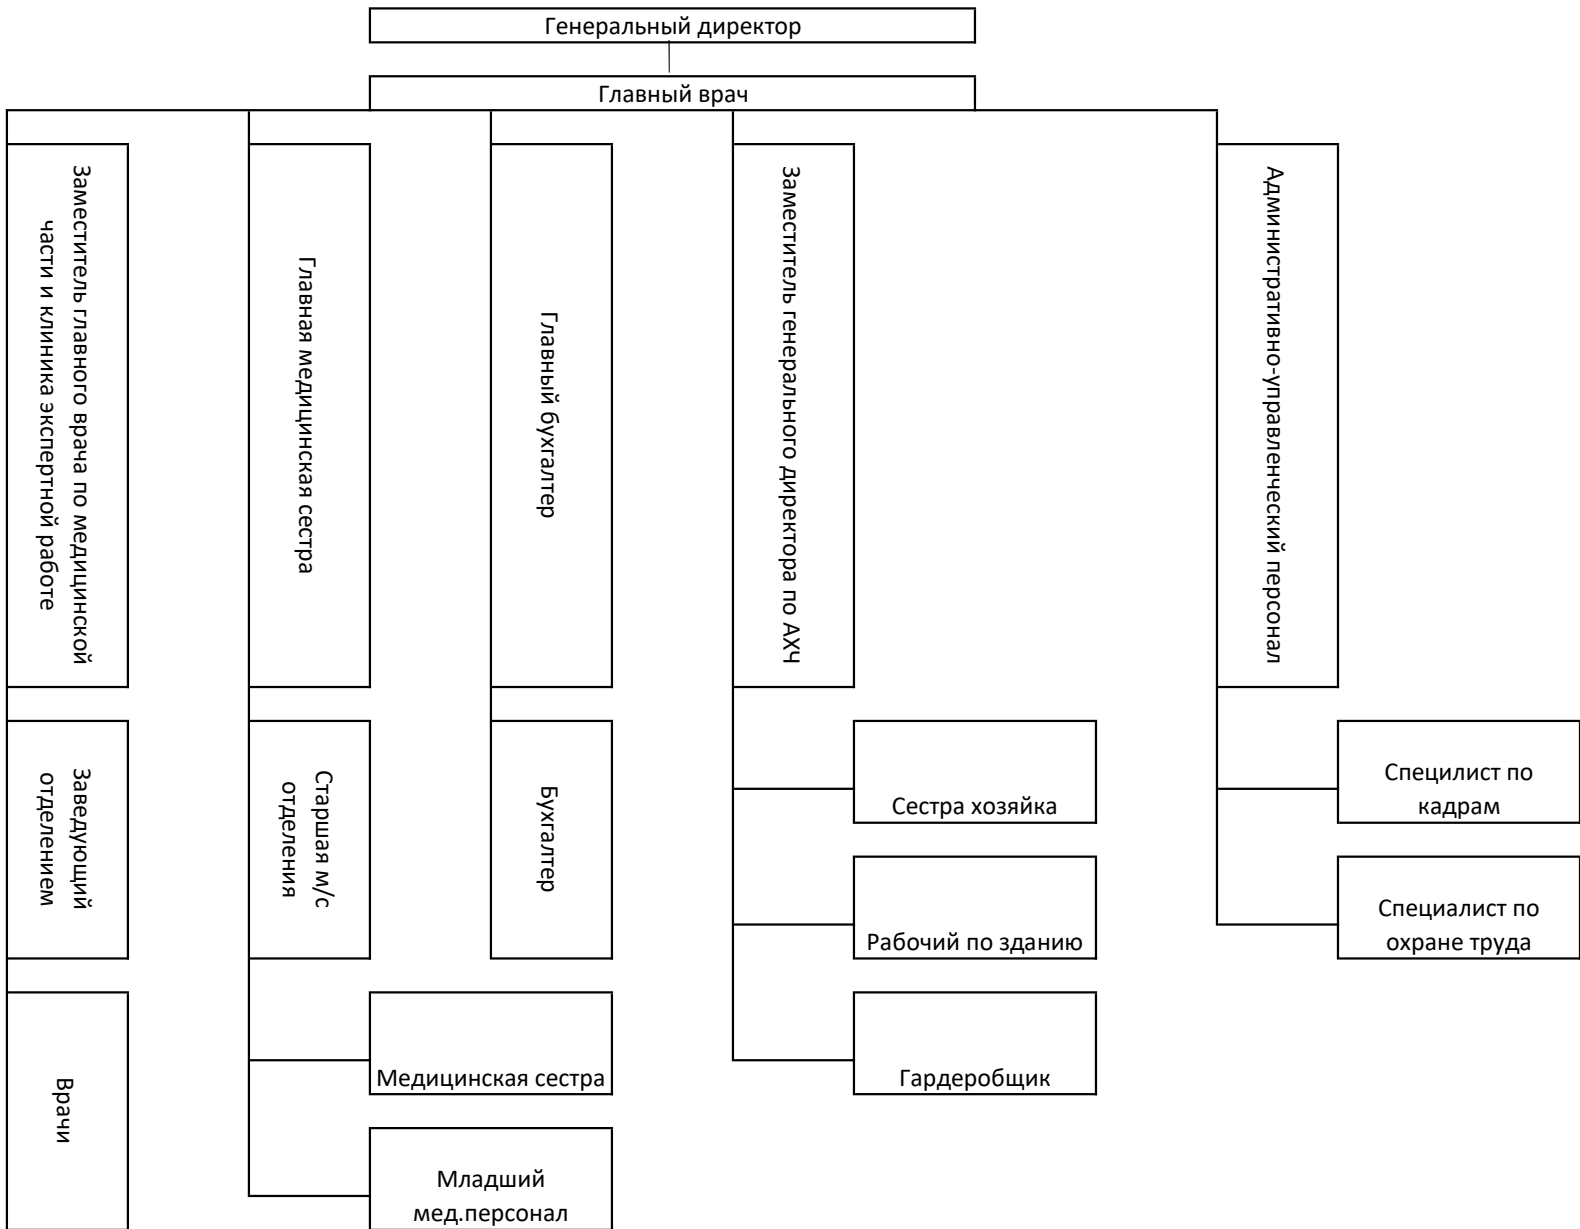 Генеральный директор
Главный врач
Заместитель главного врача по медицинской
части и клиника экспертной работе
Главная медицинская сестра
Главный бухгалтер
Заместитель генерального директора по АХЧ
Административно-управленческий персонал
Заведующий
отделением
Старшая м/с
отделения
Бухгалтер
Сестра хозяйка
Специлист по
кадрам
Рабочий по зданию
Специалист по
охране труда
Врачи
Медицинская сестра
Гардеробщик
Младший
мед.персонал